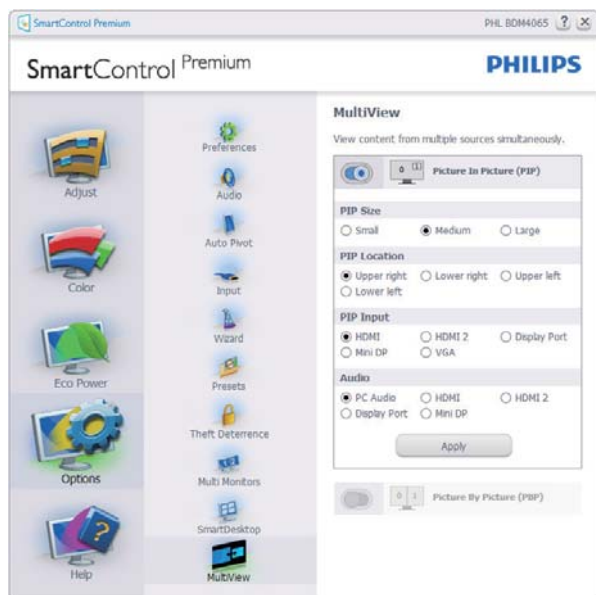 SmartControl Premium
PHL BDM4065 ? X
SmartControl Premium
PHILIPS
Adjust
Color
Eco Power
Options
Help
Preferences
Audio
Auto Pivot
Input
Wizard
Presets
Theft Deterrence
Multi Monitors
SmartDesktop
MultiView
MultiView
View content from multiple sources simultaneously.
0 (1) Picture In Picture (PIP)
PIP Size
Small Medium Large
PIP Location
Upper right Lower right Upper left
Lower left
PIP Input
HDMI HDMI 2 Display Port
Mini DP VGA
Audio
PC Audio HDMI HDMI 2
Display Port Mini DP
Apply
0 1 Picture By Picture (PBP)